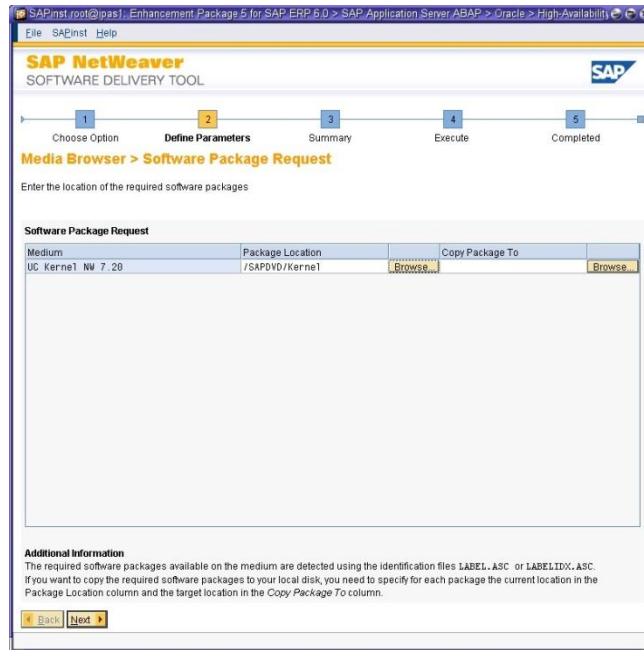 SAPinst root@ipas1: Enhancement Package 5 for SAP ERP 6.0 > SAP Application Server ABAP > Oracle > High-Availability
File SAPinst Help
SAP NetWeaver
SOFTWARE DELIVERY TOOL
SAP
1 2 3 4 5
Choose Option Define Parameters Summary Execute Completed
Media Browser > Software Package Request
Enter the location of the required software packages
Software Package Request
Medium Package Location Copy Package To
UC Kernel NW 7.20 /SAPDVD/Kernel Browse... Browse...
Additional Information
The required software packages available on the medium are detected using the identification files LABEL.ASC or LABELIDX.ASC.
If you want to copy the required software packages to your local disk, you need to specify for each package the current location in the
Package Location column and the target location in the Copy Package To column.
Back Next